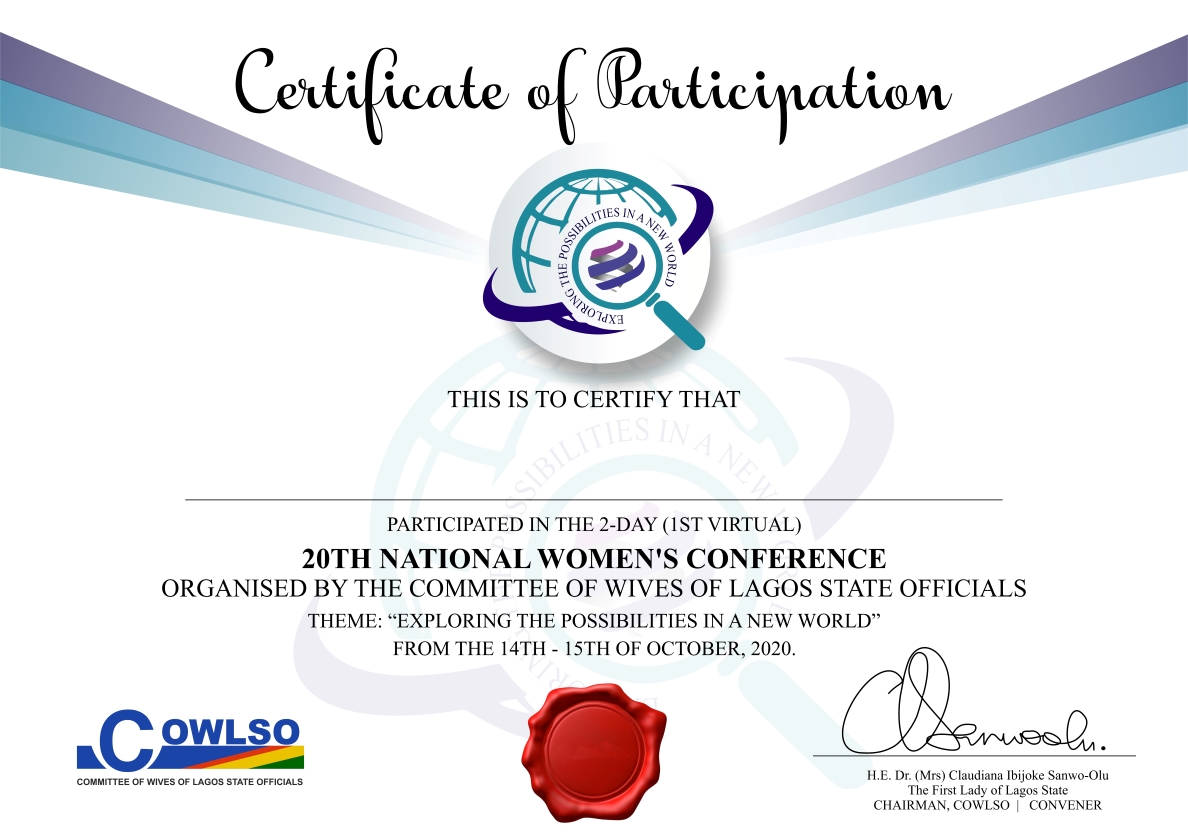 Certificate of Participation
EXPLORING THE POSSIBILITIES IN A NEW WORLD
THIS IS TO CERTIFY THAT
PARTICIPATED IN THE 2-DAY (1ST VIRTUAL)
20TH NATIONAL WOMEN'S CONFERENCE
ORGANISED BY THE COMMITTEE OF WIVES OF LAGOS STATE OFFICIALS
THEME: “EXPLORING THE POSSIBILITIES IN A NEW WORLD”
FROM THE 14TH - 15TH OF OCTOBER, 2020.
COWLSO
COMMITTEE OF WIVES OF LAGOS STATE OFFICIALS
H.E. Dr. (Mrs) Claudiana Ibijoke Sanwo-Olu
The First Lady of Lagos State
CHAIRMAN, COWLSO | CONVENER